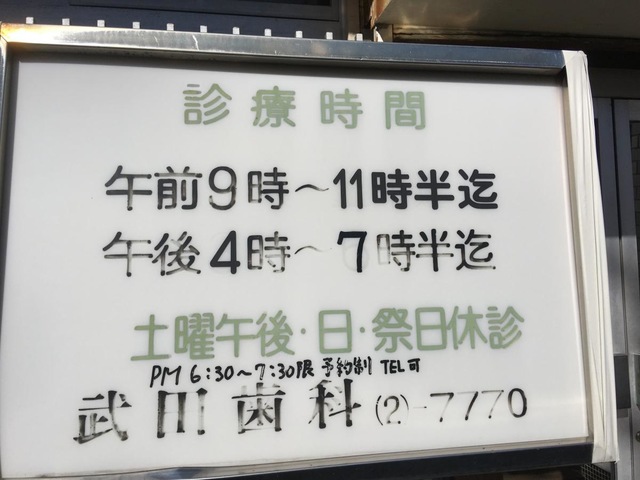 診療時間
午前9時～11時半迄
午後4時～7時半迄
土曜午後・日・祭日休診
PM 6:30～7:30限 予約制 TEL可
武田歯科(2)-7770